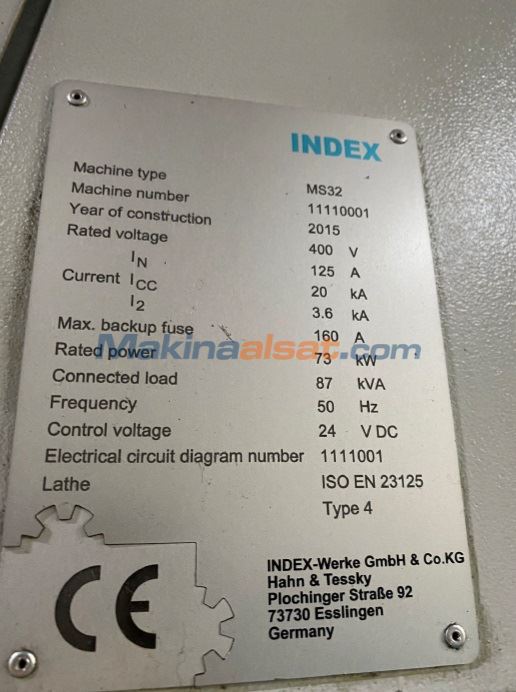 INDEX
Machine type MS32
Machine number 11110001
Year of construction 2015
Rated voltage 400 V
IN 125 A
Current ICC 20 kA
I2 3.6 kA
Max. backup fuse 160 A
Makinaalsat.com
Rated power 73 kW
Connected load 87 kVA
Frequency 50 Hz
Control voltage 24 V DC
Electrical circuit diagram number 1111001
Lathe ISO EN 23125
Type 4
CE
INDEX-Werke GmbH & Co.KG
Hahn & Tessky
Plochinger Straße 92
73730 Esslingen
Germany